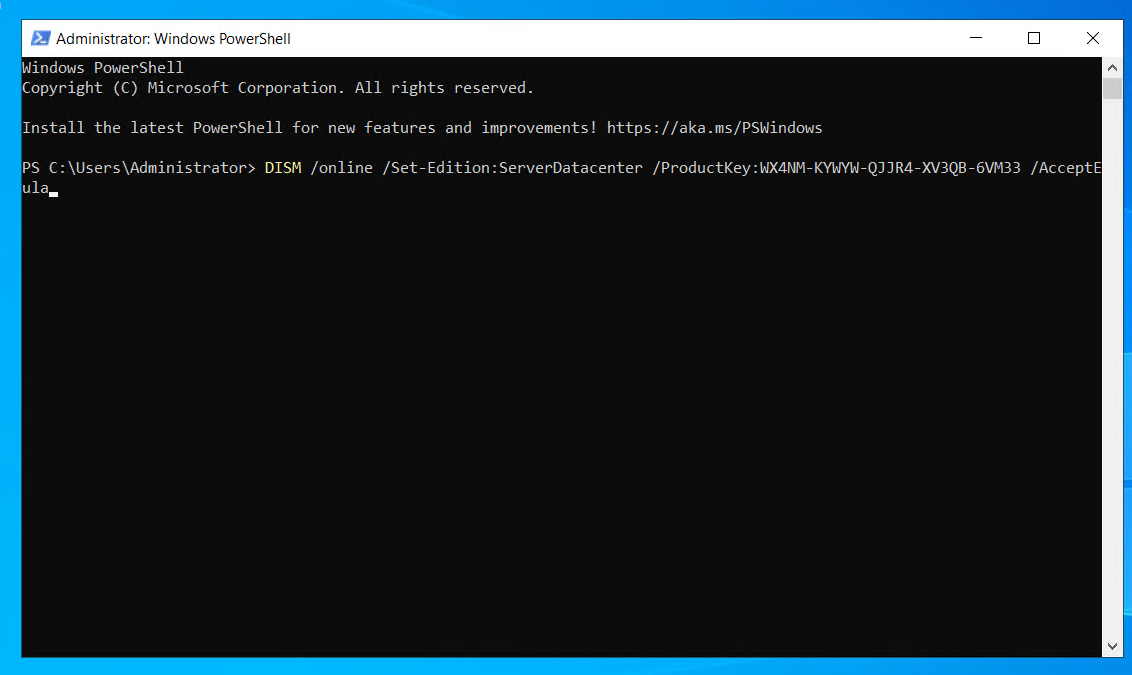 Administrator: Windows PowerShell
Windows PowerShell
Copyright (C) Microsoft Corporation. All rights reserved.
Install the latest PowerShell for new features and improvements! https://aka.ms/PSWindows
PS C:\Users\Administrator> DISM /online /Set-Edition:ServerDatacenter /ProductKey:WX4NM-KYWYW-QJJR4-XV3QB-6VM33 /AcceptE
ula